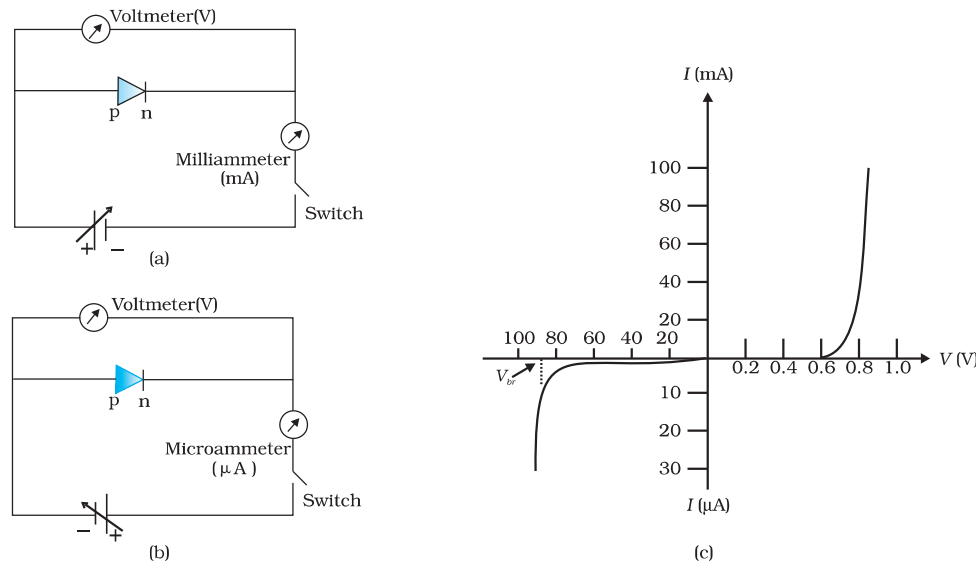 Voltmeter(V)
p n
Milliammeter
(mA)
Switch
+ −
(a)
Voltmeter(V)
p n
Microammeter
(μA)
Switch
− +
(b)
I (mA)
100
80
60
40
20
100 80 60 40 20
0.2 0.4 0.6 0.8 1.0
V (V)
Vbr
10
20
30
I (μA)
(c)